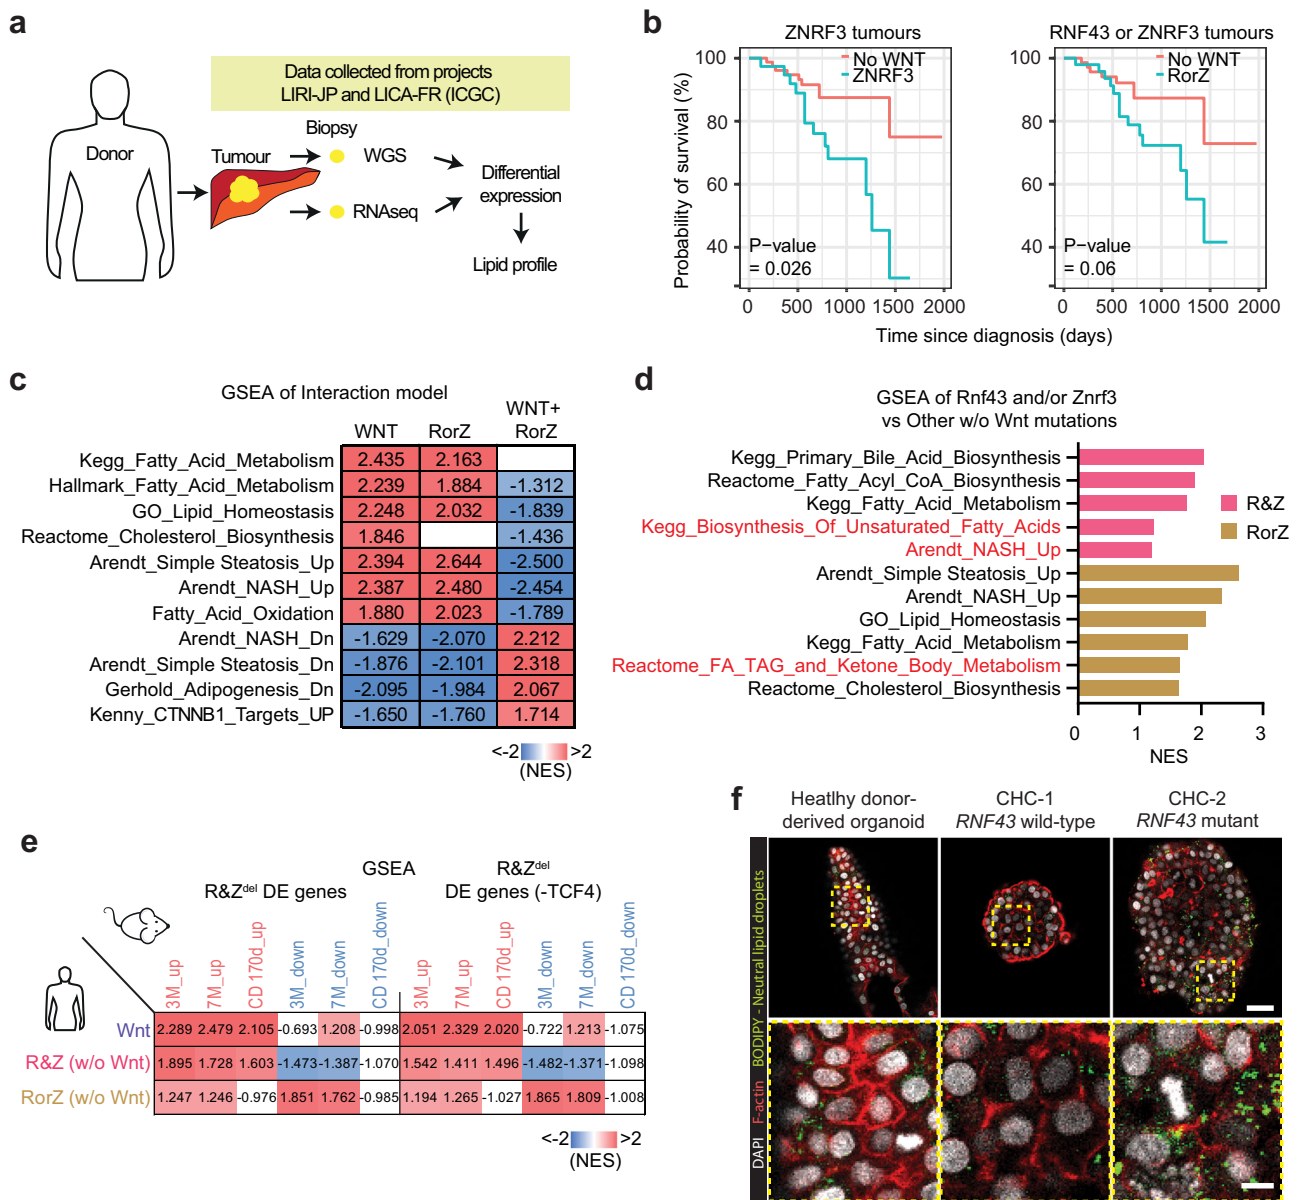 a
Data collected from projects
LIRI-JP and LICA-FR (ICGC)
Donor
Biopsy
Tumour
WGS
RNAseq
Differential
expression
Lipid profile
b
ZNRF3 tumours
RNF43 or ZNRF3 tumours
Probability of survival (%)
100
80
60
40
No WNT
ZNRF3
P-value
= 0.026
0 500 1000 1500 2000
100
80
60
40
No WNT
RorZ
P-value
= 0.06
0 500 1000 1500 2000
Time since diagnosis (days)
c
GSEA of Interaction model
WNT RorZ WNT+
RorZ
Kegg_Fatty_Acid_Metabolism 2.435 2.163
Hallmark_Fatty_Acid_Metabolism 2.239 1.884 -1.312
GO_Lipid_Homeostasis 2.248 2.032 -1.839
Reactome_Cholesterol_Biosynthesis 1.846 -1.436
Arendt_Simple Steatosis_Up 2.394 2.644 -2.500
Arendt_NASH_Up 2.387 2.480 -2.454
Fatty_Acid_Oxidation 1.880 2.023 -1.789
Arendt_NASH_Dn -1.629 -2.070 2.212
Arendt_Simple Steatosis_Dn -1.876 -2.101 2.318
Gerhold_Adipogenesis_Dn -2.095 -1.984 2.067
Kenny_CTNNB1_Targets_UP -1.650 -1.760 1.714
<-2 >2
(NES)
d
GSEA of Rnf43 and/or Znrf3
vs Other w/o Wnt mutations
Kegg_Primary_Bile_Acid_Biosynthesis
Reactome_Fatty_Acyl_CoA_Biosynthesis
Kegg_Fatty_Acid_Metabolism
Kegg_Biosynthesis_Of_Unsaturated_Fatty_Acids
Arendt_NASH_Up
Arendt_Simple Steatosis_Up
Arendt_NASH_Up
GO_Lipid_Homeostasis
Kegg_Fatty_Acid_Metabolism
Reactome_FA_TAG_and_Ketone_Body_Metabolism
Reactome_Cholesterol_Biosynthesis
R&Z
RorZ
0 1 2 3
NES
e
GSEA
R&Zdel DE genes
R&Zdel
DE genes (-TCF4)
3M_up 7M_up CD 170d_up 3M_down 7M_down CD 170d_down 3M_up 7M_up CD 170d_up 3M_down 7M_down CD 170d_down
Wnt 2.289 2.479 2.105 -0.693 1.208 -0.998 2.051 2.329 2.020 -0.722 1.213 -1.075
R&Z (w/o Wnt) 1.895 1.728 1.603 -1.473 -1.387 -1.070 1.542 1.411 1.496 -1.482 -1.371 -1.098
RorZ (w/o Wnt) 1.247 1.246 -0.976 1.851 1.762 -0.985 1.194 1.265 -1.027 1.865 1.809 -1.008
<-2 >2
(NES)
f
Heatlhy donor-
derived organoid
CHC-1
RNF43 wild-type
CHC-2
RNF43 mutant
DAPI F-actin BODIPY - Neutral lipid droplets